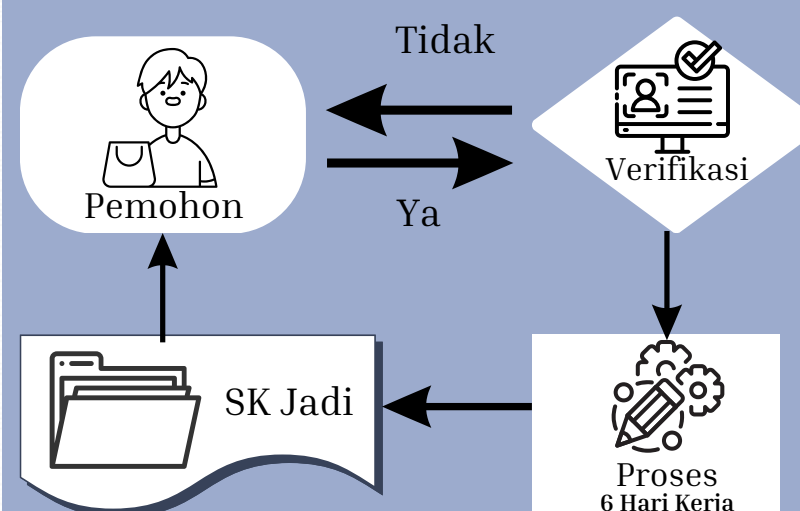 Tidak
Verifikasi
Pemohon
Ya
SK Jadi
Proses
6 Hari Kerja